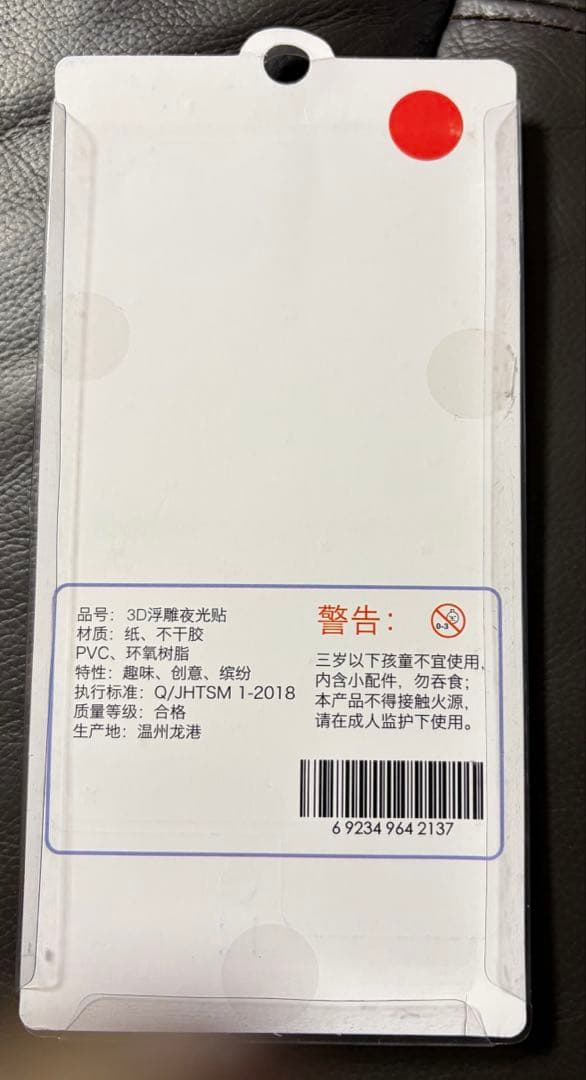 品号：3D浮雕夜光贴
材质：纸、不干胶
PVC、环氧树脂
特性：趣味、创意、缤纷
执行标准：Q/JHTSM 1-2018
质量等级：合格
生产地：温州龙港
警告：
0-3
三岁以下孩童不宜使用，
内含小配件，勿吞食；
本产品不得接触火源，
请在成人监护下使用。
6 9234 964 2137